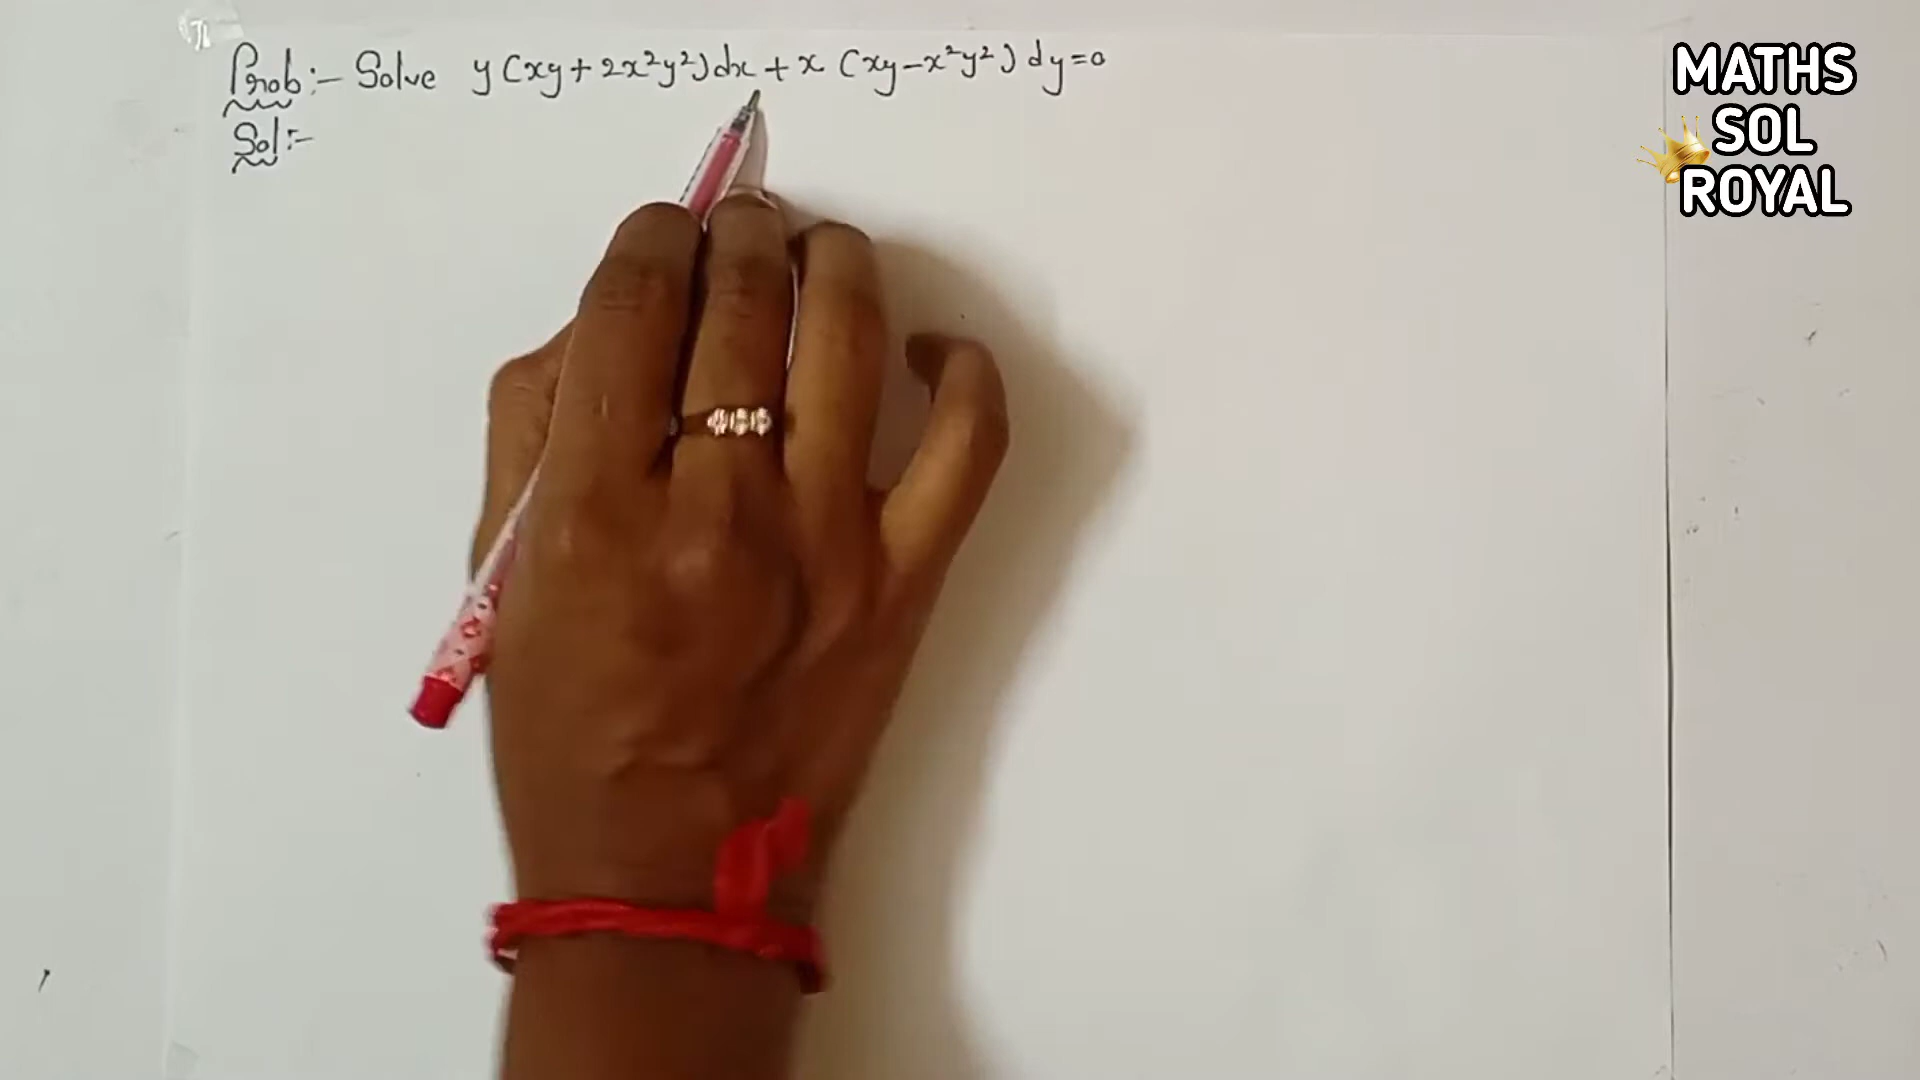 Prob:- Solve y(xy+2x²y²)dx + x (xy-x²y²) dy=0
Sol:-
MATHS
SOL
ROYAL